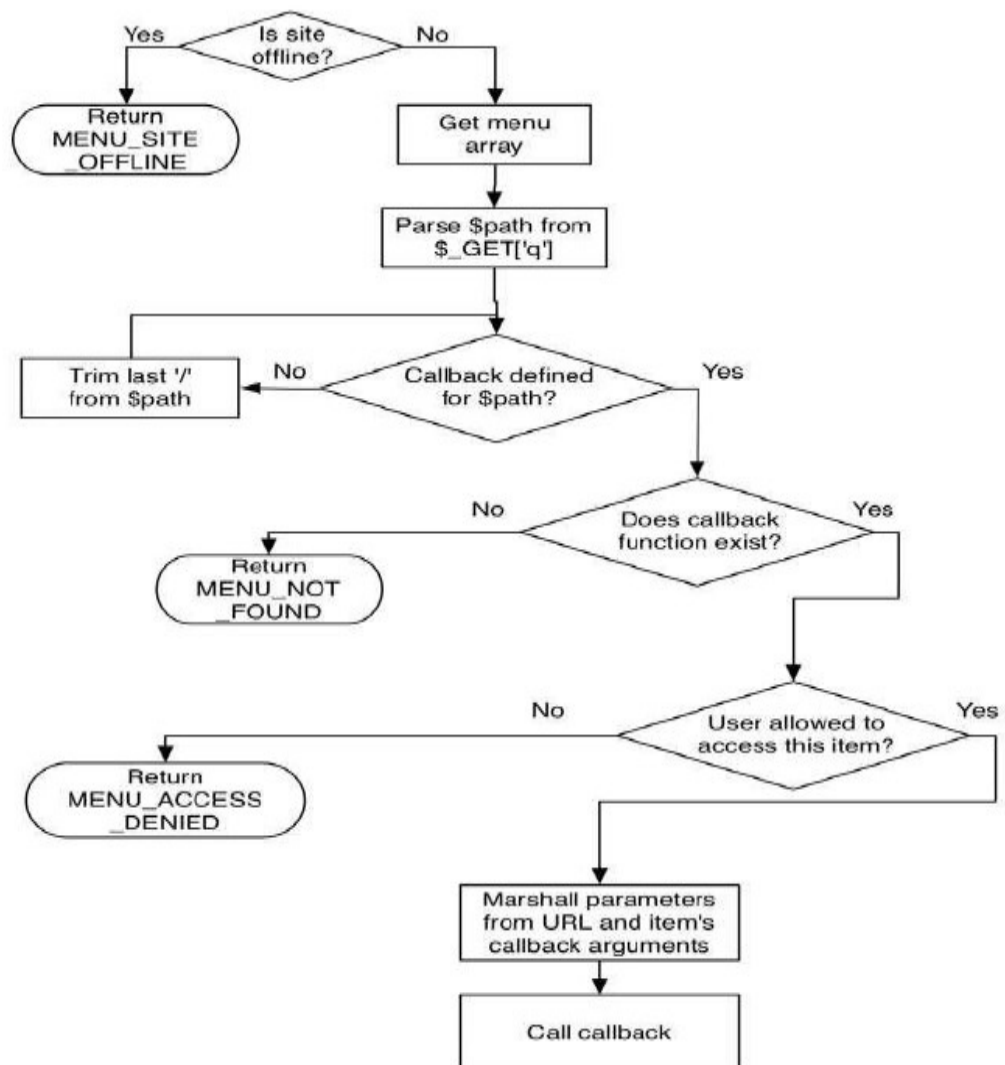 Yes
Is site
offline?
No
Return
MENU_SITE
_OFFLINE
Get menu
array
Parse $path from
$_GET['q']
Trim last '/'
from $path
No
Callback defined
for $path?
Yes
No
Does callback
function exist?
Yes
Return
MENU_NOT
_FOUND
No
User allowed to
access this item?
Yes
Return
MENU_ACCESS
_DENIED
Marshall parameters
from URL and item's
callback arguments
Call callback